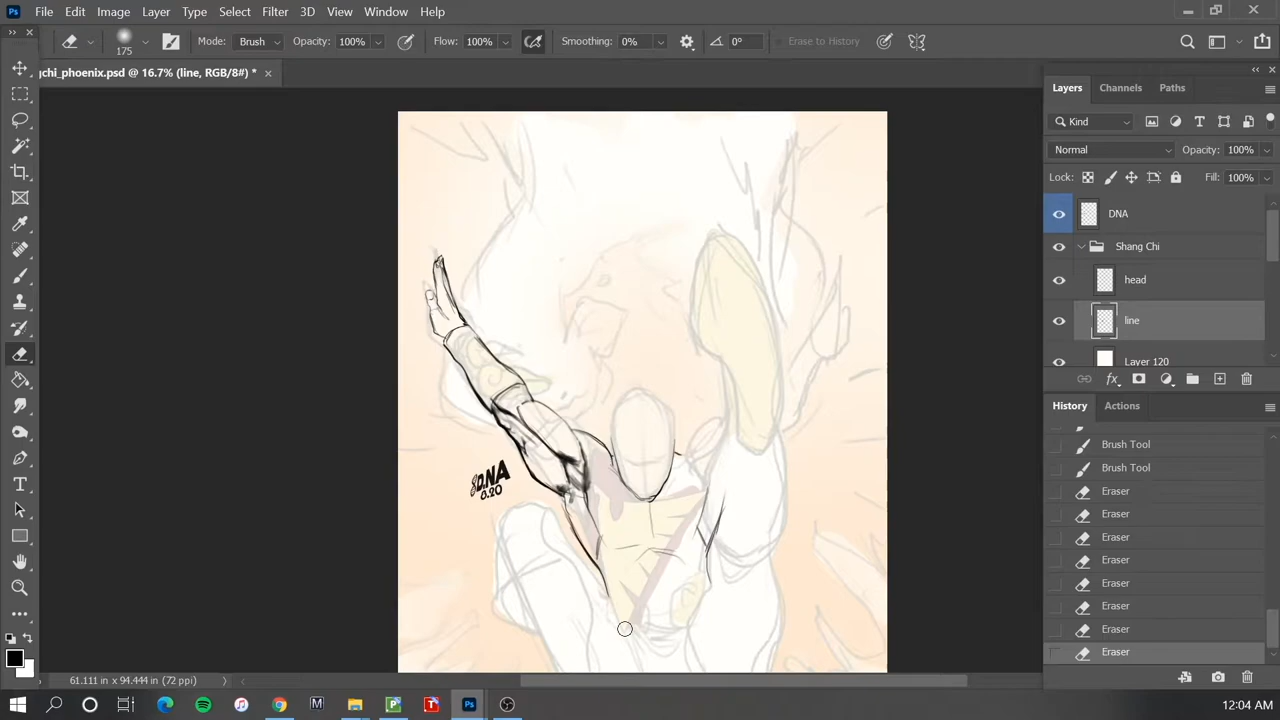 Ps File Edit Image Layer Type Select Filter 3D View Window Help
175 Mode: Brush Opacity: 100% Flow: 100% Smoothing: 0% 0° Erase to History
chi_phoenix.psd @ 16.7% (line, RGB/8#) *
Layers Channels Paths
Kind
Normal Opacity: 100%
Lock: Fill: 100%
DNA
Shang Chi
head
line
Layer 120
fx
History Actions
Brush Tool
Brush Tool
Eraser
Eraser
Eraser
Eraser
Eraser
Eraser
Eraser
Eraser
DNA
8.20
61.111 in x 94.444 in (72 ppi)
12:04 AM